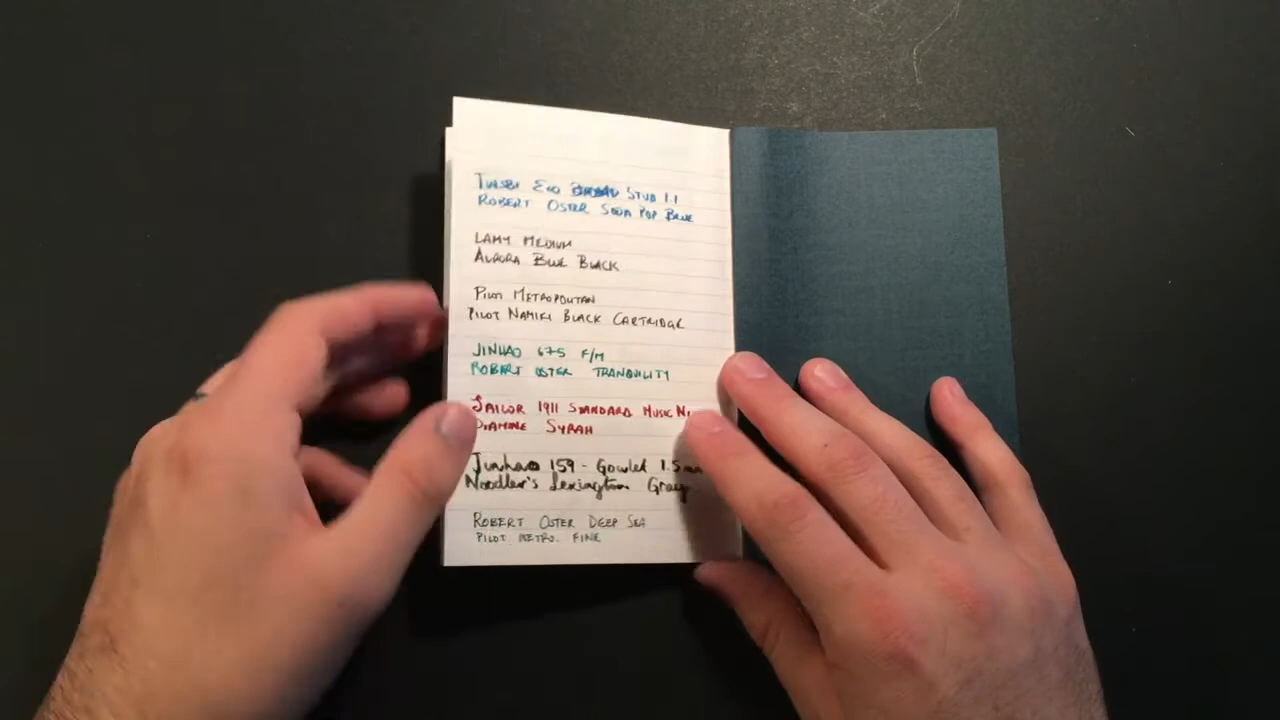 TWSBI ECO STUB 1.1
ROBERT OSTER SODA POP BLUE
LAMY MEDIUM
AURORA BLUE BLACK
PILOT METROPOLITAN
PILOT NAMIKI BLACK CARTRIDGE
JINHAO 675 F/M
ROBERT OSTER TRANQUILITY
SAILOR 1911 STANDARD MUSIC
DIAMINE SYRAH
Jinhao 159 - Goulet 1.5
Noodler's Lexington Gray
ROBERT OSTER DEEP SEA
PILOT METRO. FINE